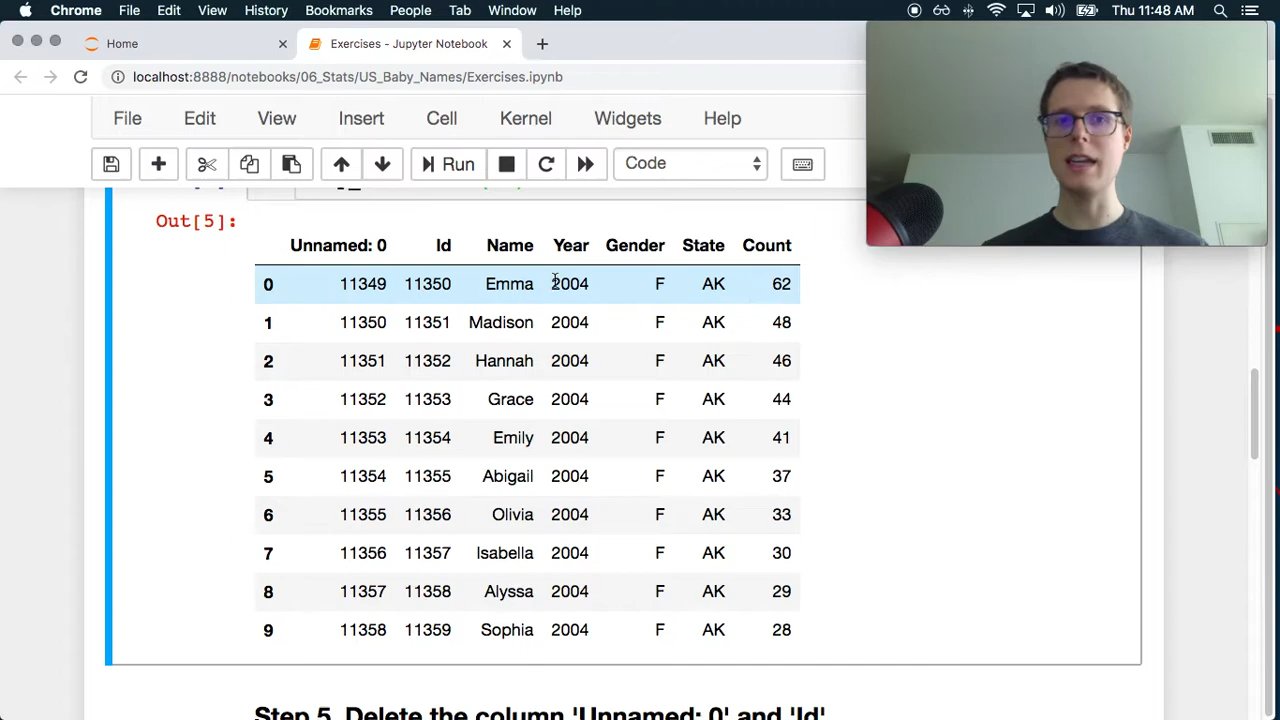 Chrome File Edit View History Bookmarks People Tab Window Help Thu 11:48 AM
Home Exercises - Jupyter Notebook
localhost:8888/notebooks/06_Stats/US_Baby_Names/Exercises.ipynb
File Edit View Insert Cell Kernel Widgets Help
Run Code
Out[5]:
Unnamed: 0 Id Name Year Gender State Count
0 11349 11350 Emma 2004 F AK 62
1 11350 11351 Madison 2004 F AK 48
2 11351 11352 Hannah 2004 F AK 46
3 11352 11353 Grace 2004 F AK 44
4 11353 11354 Emily 2004 F AK 41
5 11354 11355 Abigail 2004 F AK 37
6 11355 11356 Olivia 2004 F AK 33
7 11356 11357 Isabella 2004 F AK 30
8 11357 11358 Alyssa 2004 F AK 29
9 11358 11359 Sophia 2004 F AK 28
Step 5. Delete the column 'Unnamed: 0' and 'Id'